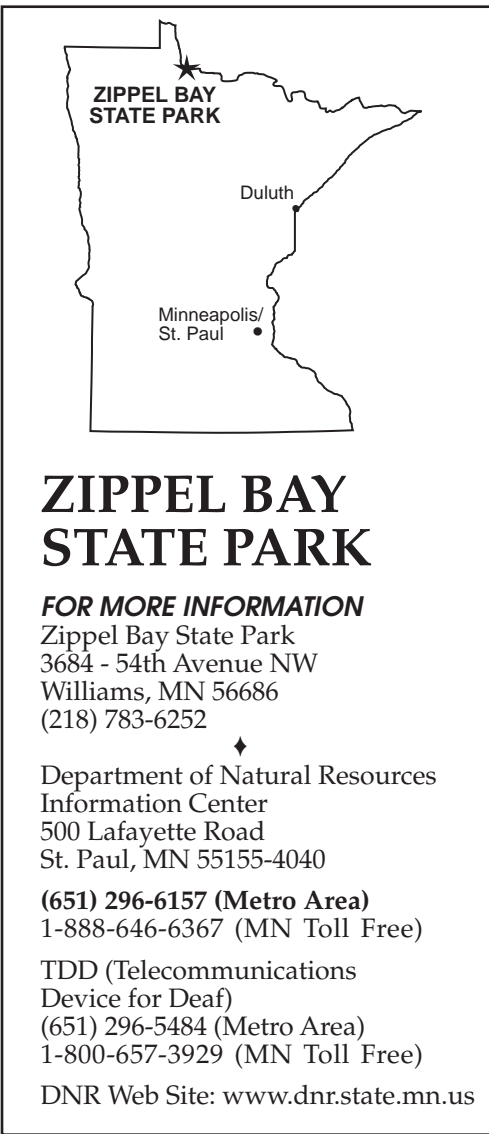 ZIPPEL BAY
STATE PARK
Duluth
Minneapolis/
St. Paul
ZIPPEL BAY
STATE PARK
FOR MORE INFORMATION
Zippel Bay State Park
3684 - 54th Avenue NW
Williams, MN 56686
(218) 783-6252
Department of Natural Resources
Information Center
500 Lafayette Road
St. Paul, MN 55155-4040
(651) 296-6157 (Metro Area)
1-888-646-6367 (MN Toll Free)
TDD (Telecommunications
Device for Deaf)
(651) 296-5484 (Metro Area)
1-800-657-3929 (MN Toll Free)
DNR Web Site: www.dnr.state.mn.us